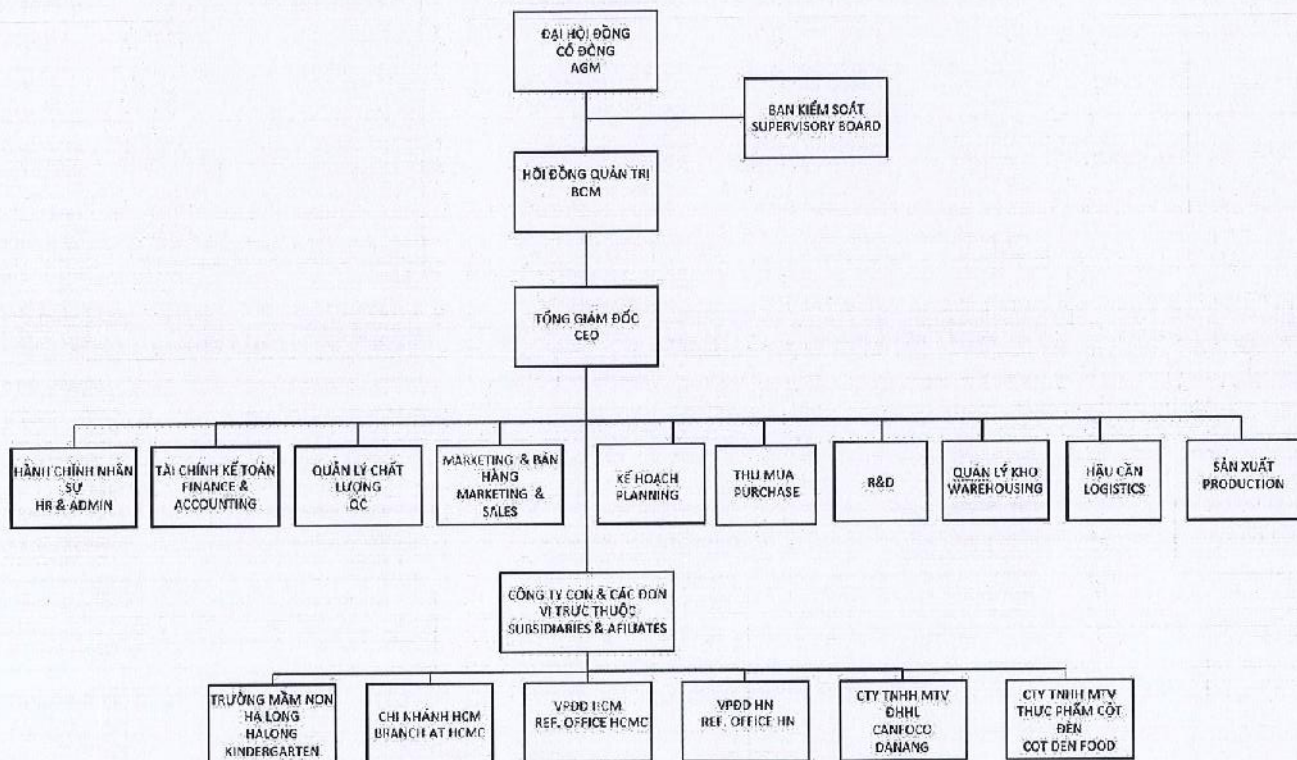 ĐẠI HỘI ĐỒNG
CỔ ĐÔNG
AGM
BAN KIỂM SOÁT
SUPERVISORY BOARD
HỘI ĐỒNG QUẢN TRỊ
BCM
TỔNG GIÁM ĐỐC
CEO
HÀNH CHÍNH NHÂN
SỰ
HR & ADMIN
TÀI CHÍNH KẾ TOÁN
FINANCE &
ACCOUNTING
QUẢN LÝ CHẤT
LƯỢNG
QC
MARKETING & BÁN
HÀNG
MARKETING &
SALES
KẾ HOẠCH
PLANNING
THU MUA
PURCHASE
R&D
QUẢN LÝ KHO
WAREHOUSING
HẬU CẦN
LOGISTICS
SẢN XUẤT
PRODUCTION
CÔNG TY CON & CÁC ĐƠN
VỊ TRỰC THUỘC
SUBSIDIARIES & AFILIATES
TRƯỜNG MẦM NON
HẠ LONG
HALONG
KINDERGARTEN
CHI NHÁNH HCM
BRANCH AT HCMC
VPĐD HCM
REF. OFFICE HCMC
VPĐD HN
REF. OFFICE HN
CTY TNHH MTV
ĐHHL
CANFOCO
DANANG
CTY TNHH MTV
THỰC PHẨM CỘT
ĐÈN
COT DEN FOOD